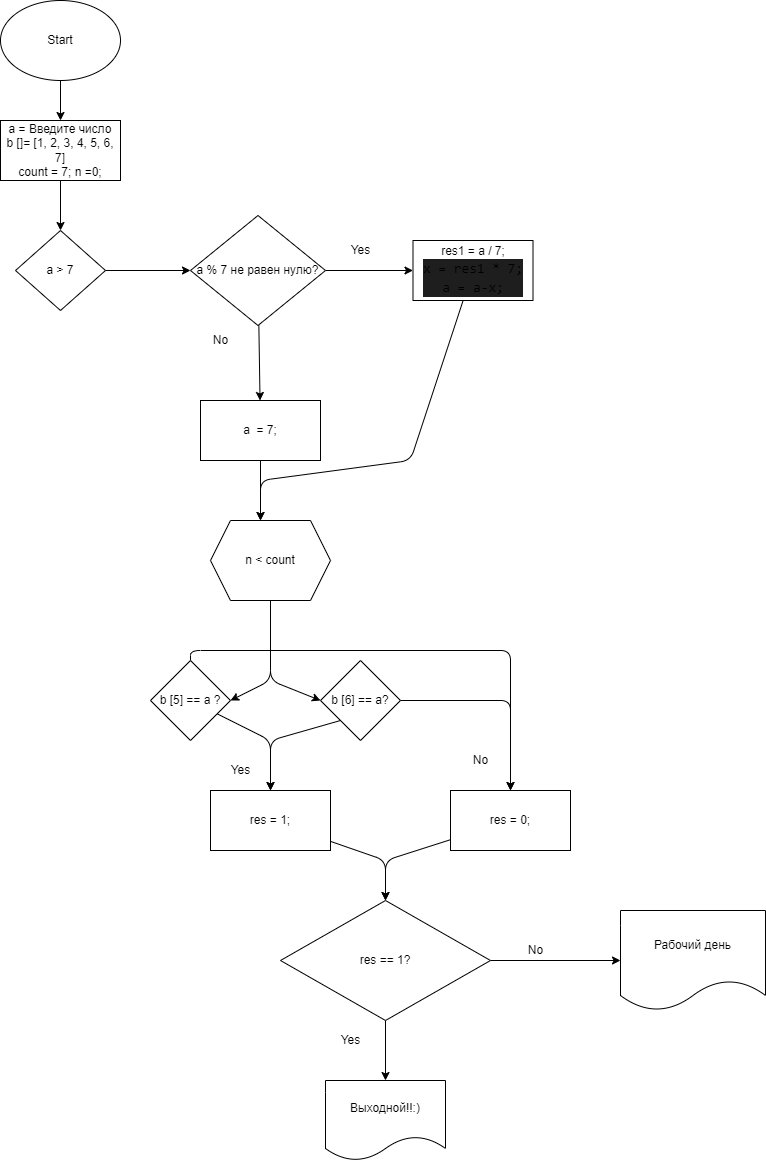 Start
a = Введите число
b []= [1, 2, 3, 4, 5, 6,
7]
count = 7; n =0;
a > 7
a % 7 не равен нулю?
Yes
res1 = a / 7;
x = res1 * 7;
a = a-x;
No
a = 7;
n < count
b [5] == a ?
b [6] == a?
Yes
No
res = 1;
res = 0;
res == 1?
No
Рабочий день
Yes
Выходной!!:)